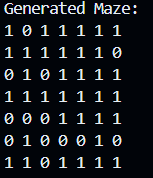 Generated Maze:
1 0 1 1 1 1 1
1 1 1 1 1 1 0
0 1 0 1 1 1 1
1 1 1 1 1 1 1
0 0 0 1 1 1 1
0 1 0 0 0 1 0
1 1 0 1 1 1 1